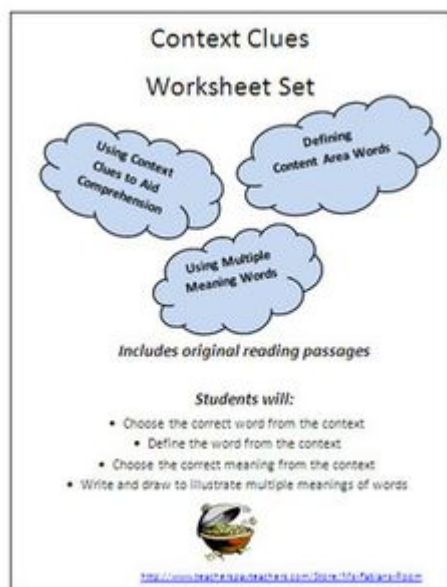 Context Clues
Worksheet Set
Using Context
Clues to Aid
Comprehension
Defining
Content Area Words
Using Multiple
Meaning Words
Includes original reading passages
Students will:
• Choose the correct word from the context
• Define the word from the context
• Choose the correct meaning from the context
• Write and draw to illustrate multiple meanings of words